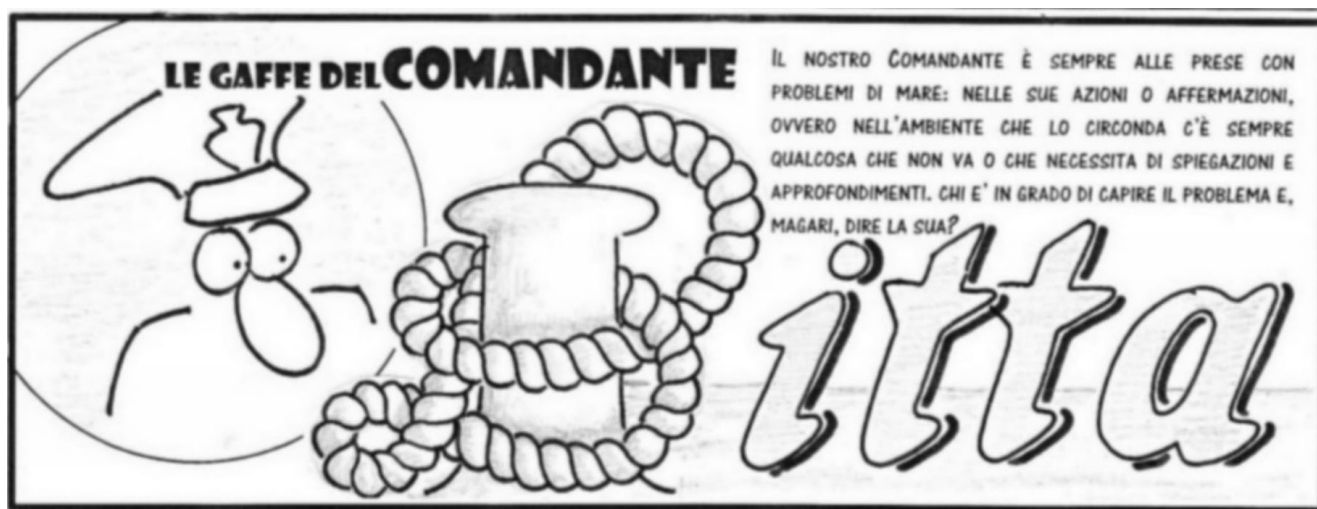 LE GAFFE DEL COMANDANTE
IL NOSTRO COMANDANTE È SEMPRE ALLE PRESE CON
PROBLEMI DI MARE: NELLE SUE AZIONI O AFFERMAZIONI,
OVVERO NELL'AMBIENTE CHE LO CIRCONDA C'È SEMPRE
QUALCOSA CHE NON VA O CHE NECESSITA DI SPIEGAZIONI E
APPROFONDIMENTI. CHI E' IN GRADO DI CAPIRE IL PROBLEMA E,
MAGARI, DIRE LA SUA?
Bitta